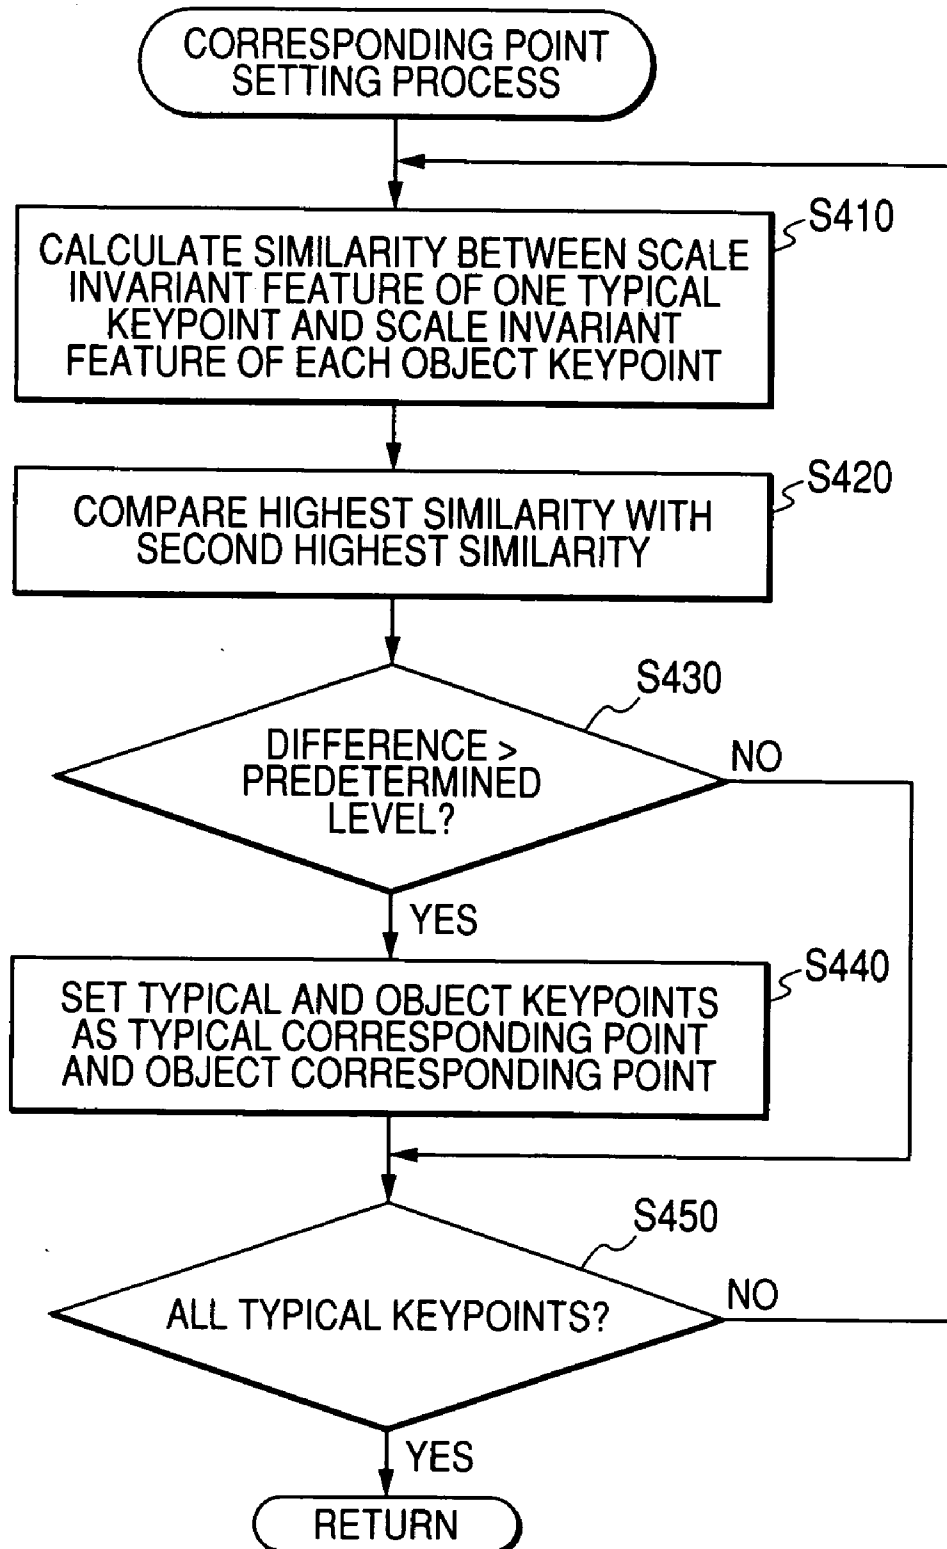 CORRESPONDING POINT
SETTING PROCESS
S410
CALCULATE SIMILARITY BETWEEN SCALE
INVARIANT FEATURE OF ONE TYPICAL
KEYPOINT AND SCALE INVARIANT
FEATURE OF EACH OBJECT KEYPOINT
S420
COMPARE HIGHEST SIMILARITY WITH
SECOND HIGHEST SIMILARITY
S430
DIFFERENCE >
PREDETERMINED
LEVEL?
NO
YES
S440
SET TYPICAL AND OBJECT KEYPOINTS
AS TYPICAL CORRESPONDING POINT
AND OBJECT CORRESPONDING POINT
S450
ALL TYPICAL KEYPOINTS?
NO
YES
RETURN